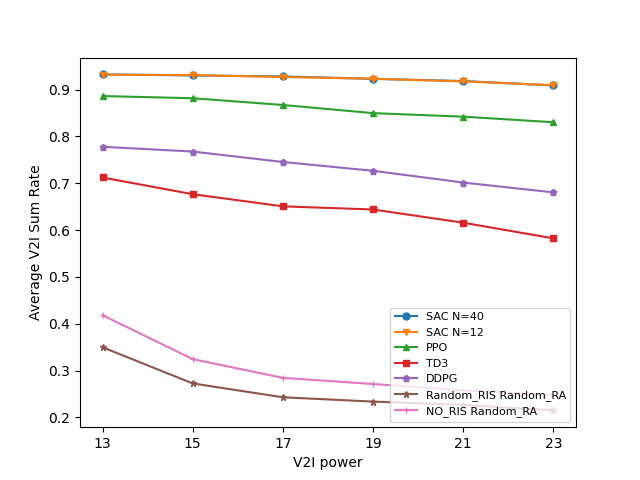 Average V2I Sum Rate
0.9
0.8
0.7
0.6
0.5
0.4
0.3
0.2
13 15 17 19 21 23
V2I power
SAC N=40
SAC N=12
PPO
TD3
DDPG
Random_RIS Random_RA
NO_RIS Random_RA